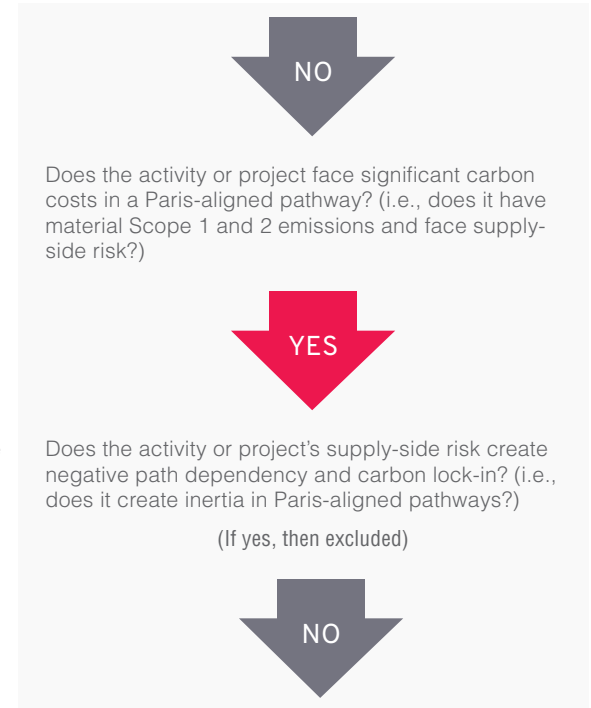 NO
Does the activity or project face significant carbon
costs in a Paris-aligned pathway? (i.e., does it have
material Scope 1 and 2 emissions and face supply-
side risk?)
YES
Does the activity or project’s supply-side risk create
negative path dependency and carbon lock-in? (i.e.,
does it create inertia in Paris-aligned pathways?)
(If yes, then excluded)
NO